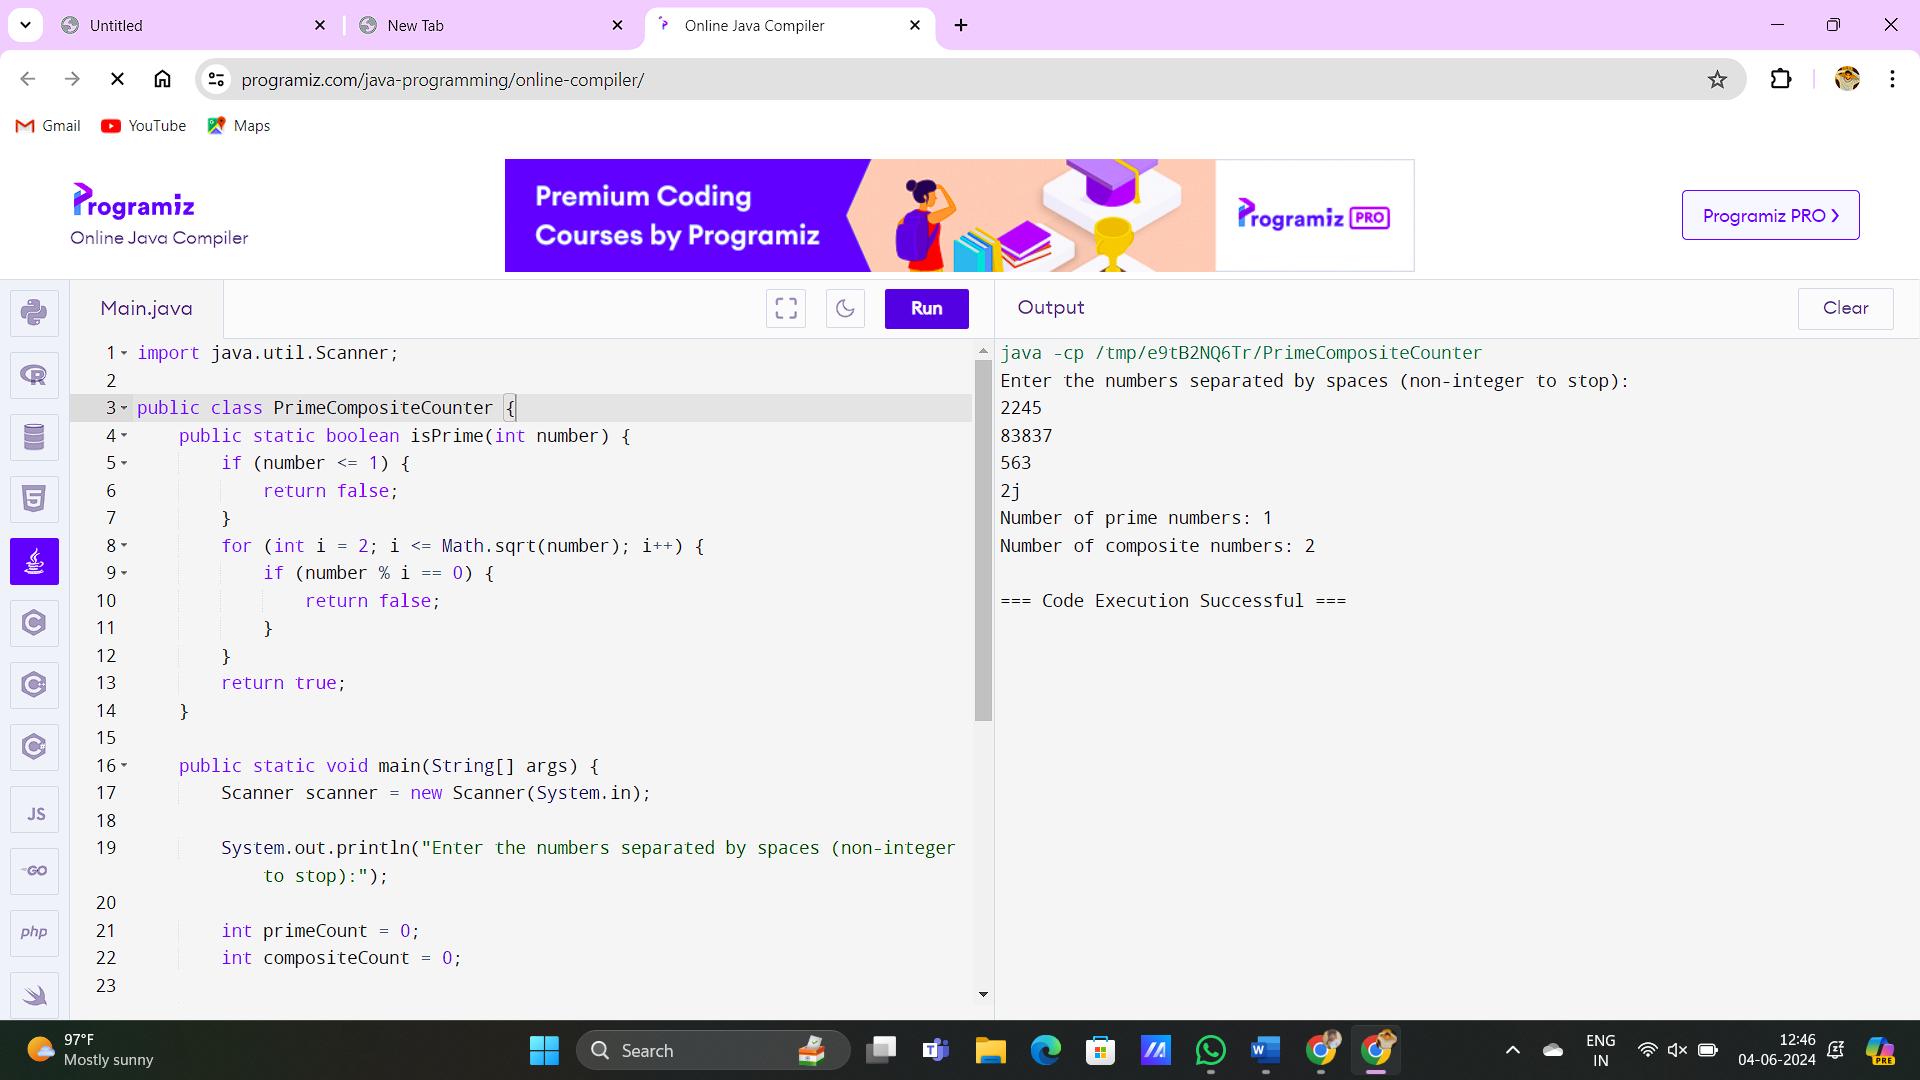 Untitled
New Tab
Online Java Compiler
programiz.com/java-programming/online-compiler/
Gmail
YouTube
Maps
Programiz
Online Java Compiler
Premium Coding
Courses by Programiz
Programiz PRO
Programiz PRO ❯
Main.java
Run
Output
Clear
1 import java.util.Scanner;
2
3 public class PrimeCompositeCounter {
4 public static boolean isPrime(int number) {
5 if (number <= 1) {
6 return false;
7 }
8 for (int i = 2; i <= Math.sqrt(number); i++) {
9 if (number % i == 0) {
10 return false;
11 }
12 }
13 return true;
14 }
15
16 public static void main(String[] args) {
17 Scanner scanner = new Scanner(System.in);
18
19 System.out.println("Enter the numbers separated by spaces (non-integer
to stop):");
20
21 int primeCount = 0;
22 int compositeCount = 0;
23
java -cp /tmp/e9tB2NQ6Tr/PrimeCompositeCounter
Enter the numbers separated by spaces (non-integer to stop):
2245
83837
563
2j
Number of prime numbers: 1
Number of composite numbers: 2
=== Code Execution Successful ===
R
5
C
C
C
JS
GO
php
97°F
Mostly sunny
Search
ENG
IN
12:46
04-06-2024
PRE